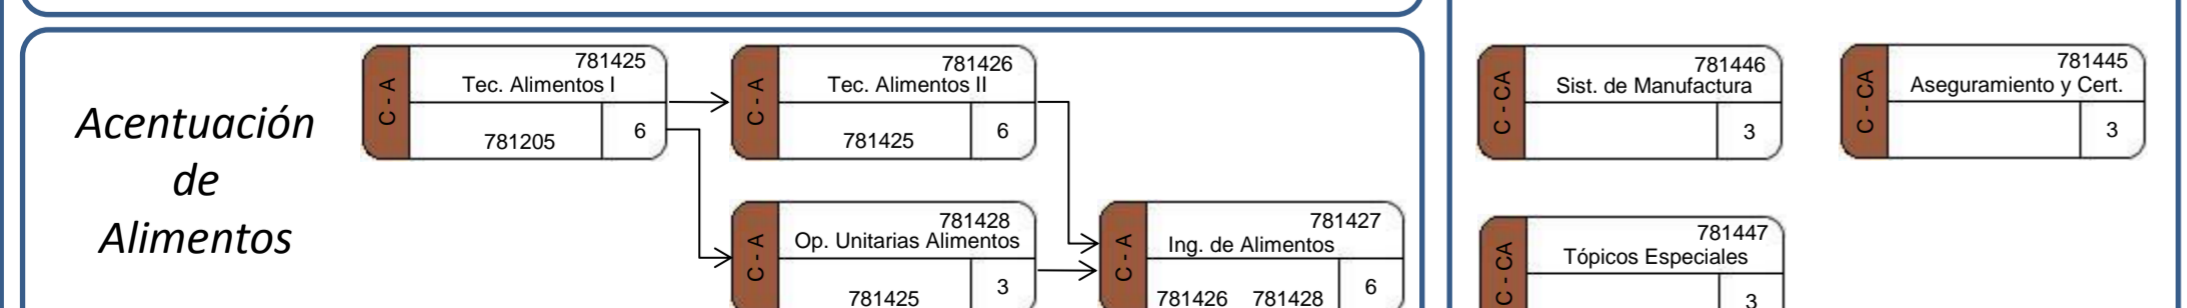 Acentuación
de
Alimentos
C - A
781425
Tec. Alimentos I
781205
6
C - A
781426
Tec. Alimentos II
781425
6
C - A
781428
Op. Unitarias Alimentos
781425
3
C - A
781427
Ing. de Alimentos
781426 781428
6
C - CA
781446
Sist. de Manufactura
3
C - CA
781445
Aseguramiento y Cert.
3
C - CA
781447
Tópicos Especiales
3